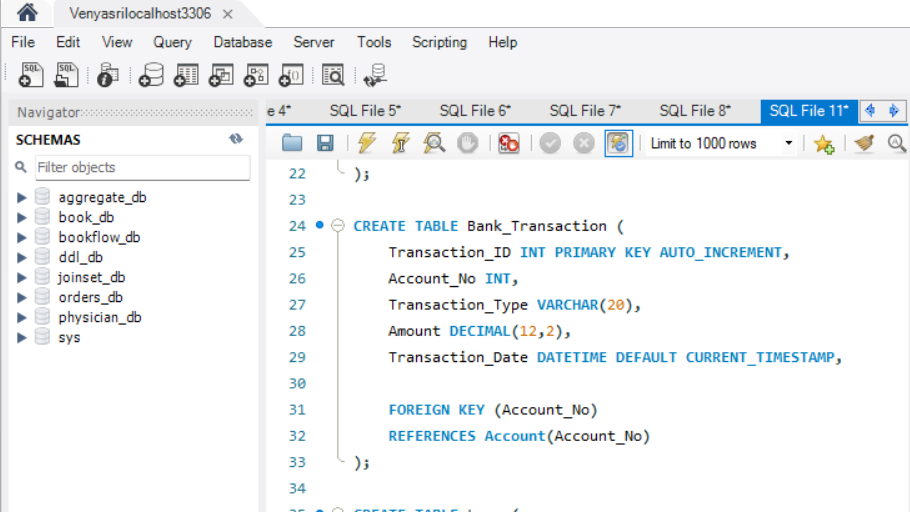 Venyasrilocalhost3306
File Edit View Query Database Server Tools Scripting Help
Navigator
e 4* SQL File 5* SQL File 6* SQL File 7* SQL File 8* SQL File 11*
SCHEMAS
Limit to 1000 rows
Filter objects
aggregate_db
book_db
bookflow_db
ddl_db
joinset_db
orders_db
physician_db
sys
22 );
23
24 CREATE TABLE Bank_Transaction (
25 Transaction_ID INT PRIMARY KEY AUTO_INCREMENT,
26 Account_No INT,
27 Transaction_Type VARCHAR(20),
28 Amount DECIMAL(12,2),
29 Transaction_Date DATETIME DEFAULT CURRENT_TIMESTAMP,
30
31 FOREIGN KEY (Account_No)
32 REFERENCES Account(Account_No)
33 );
34
35 CREATE TABLE